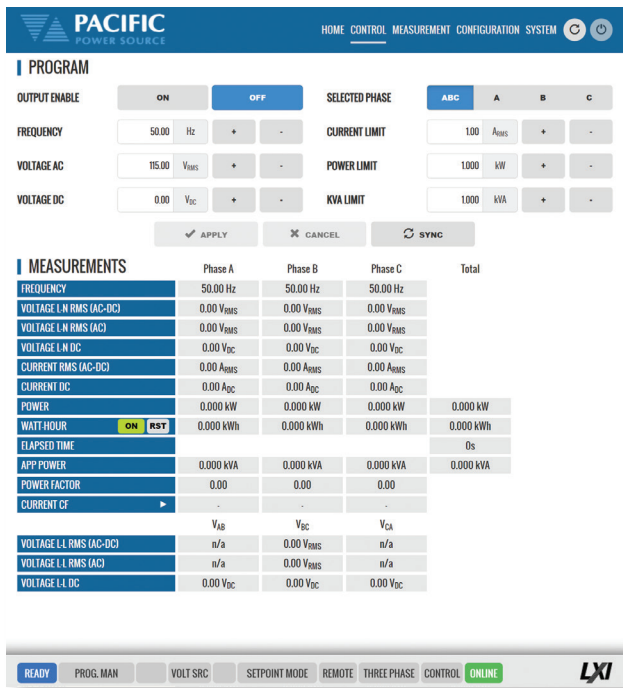 PACIFIC
POWER SOURCE
HOME CONTROL MEASUREMENT CONFIGURATION SYSTEM
PROGRAM
OUTPUT ENABLE ON OFF SELECTED PHASE ABC A B C
FREQUENCY 50.00 Hz + - CURRENT LIMIT 1.00 ARMS + -
VOLTAGE AC 115.00 VRMS + - POWER LIMIT 1.000 kW + -
VOLTAGE DC 0.00 VDC + - KVA LIMIT 1.000 kVA + -
APPLY CANCEL SYNC
MEASUREMENTS Phase A Phase B Phase C Total
FREQUENCY 50.00 Hz 50.00 Hz 50.00 Hz
VOLTAGE L-N RMS (AC-DC) 0.00 VRMS 0.00 VRMS 0.00 VRMS
VOLTAGE L-N RMS (AC) 0.00 VRMS 0.00 VRMS 0.00 VRMS
VOLTAGE L-N DC 0.00 VDC 0.00 VDC 0.00 VDC
CURRENT RMS (AC-DC) 0.00 ARMS 0.00 ARMS 0.00 ARMS
CURRENT DC 0.00 ADC 0.00 ADC 0.00 ADC
POWER 0.000 kW 0.000 kW 0.000 kW 0.000 kW
WATT-HOUR ON RST 0.000 kWh 0.000 kWh 0.000 kWh 0.000 kWh
ELAPSED TIME 0s
APP POWER 0.000 kVA 0.000 kVA 0.000 kVA 0.000 kVA
POWER FACTOR 0.00 0.00 0.00
CURRENT CF - - -
VAB VBC VCA
VOLTAGE L-L RMS (AC-DC) n/a 0.00 VRMS n/a
VOLTAGE L-L RMS (AC) n/a 0.00 VRMS n/a
VOLTAGE L-L DC 0.00 VDC 0.00 VDC 0.00 VDC
READY PROG. MAN VOLT SRC SETPOINT MODE REMOTE THREE PHASE CONTROL ONLINE LXI